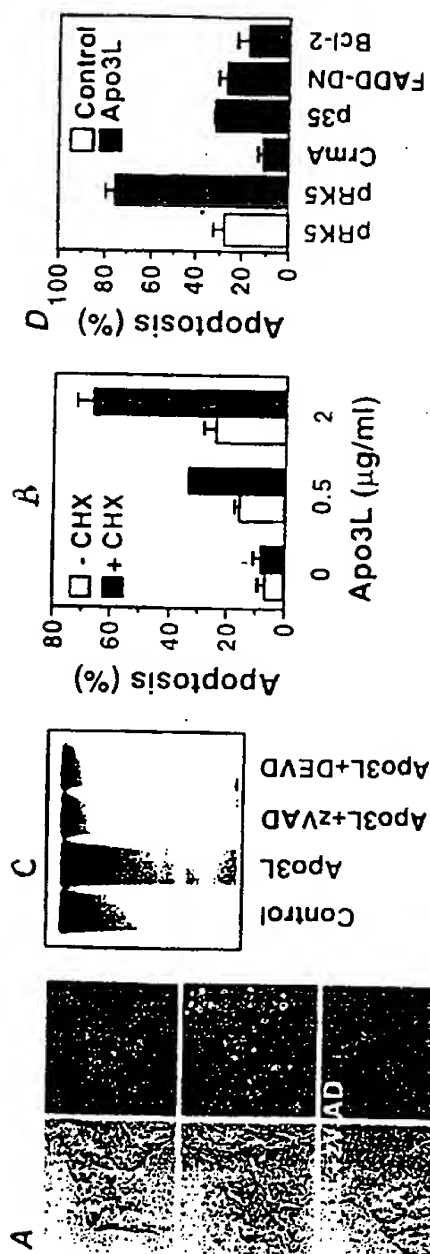 A
AD
C
Control
Apo3L
Apo3L+zVAD
Apo3L+DEVD
B
- CHX
+ CHX
80
60
40
20
0
Apoptosis (%)
0
0.5
2
Apo3L (µg/ml)
D
Control
Apo3L
100
80
60
40
20
0
Apoptosis (%)
pRK5
pRK5
CrmA
p35
FADD-DN
Bcl-2